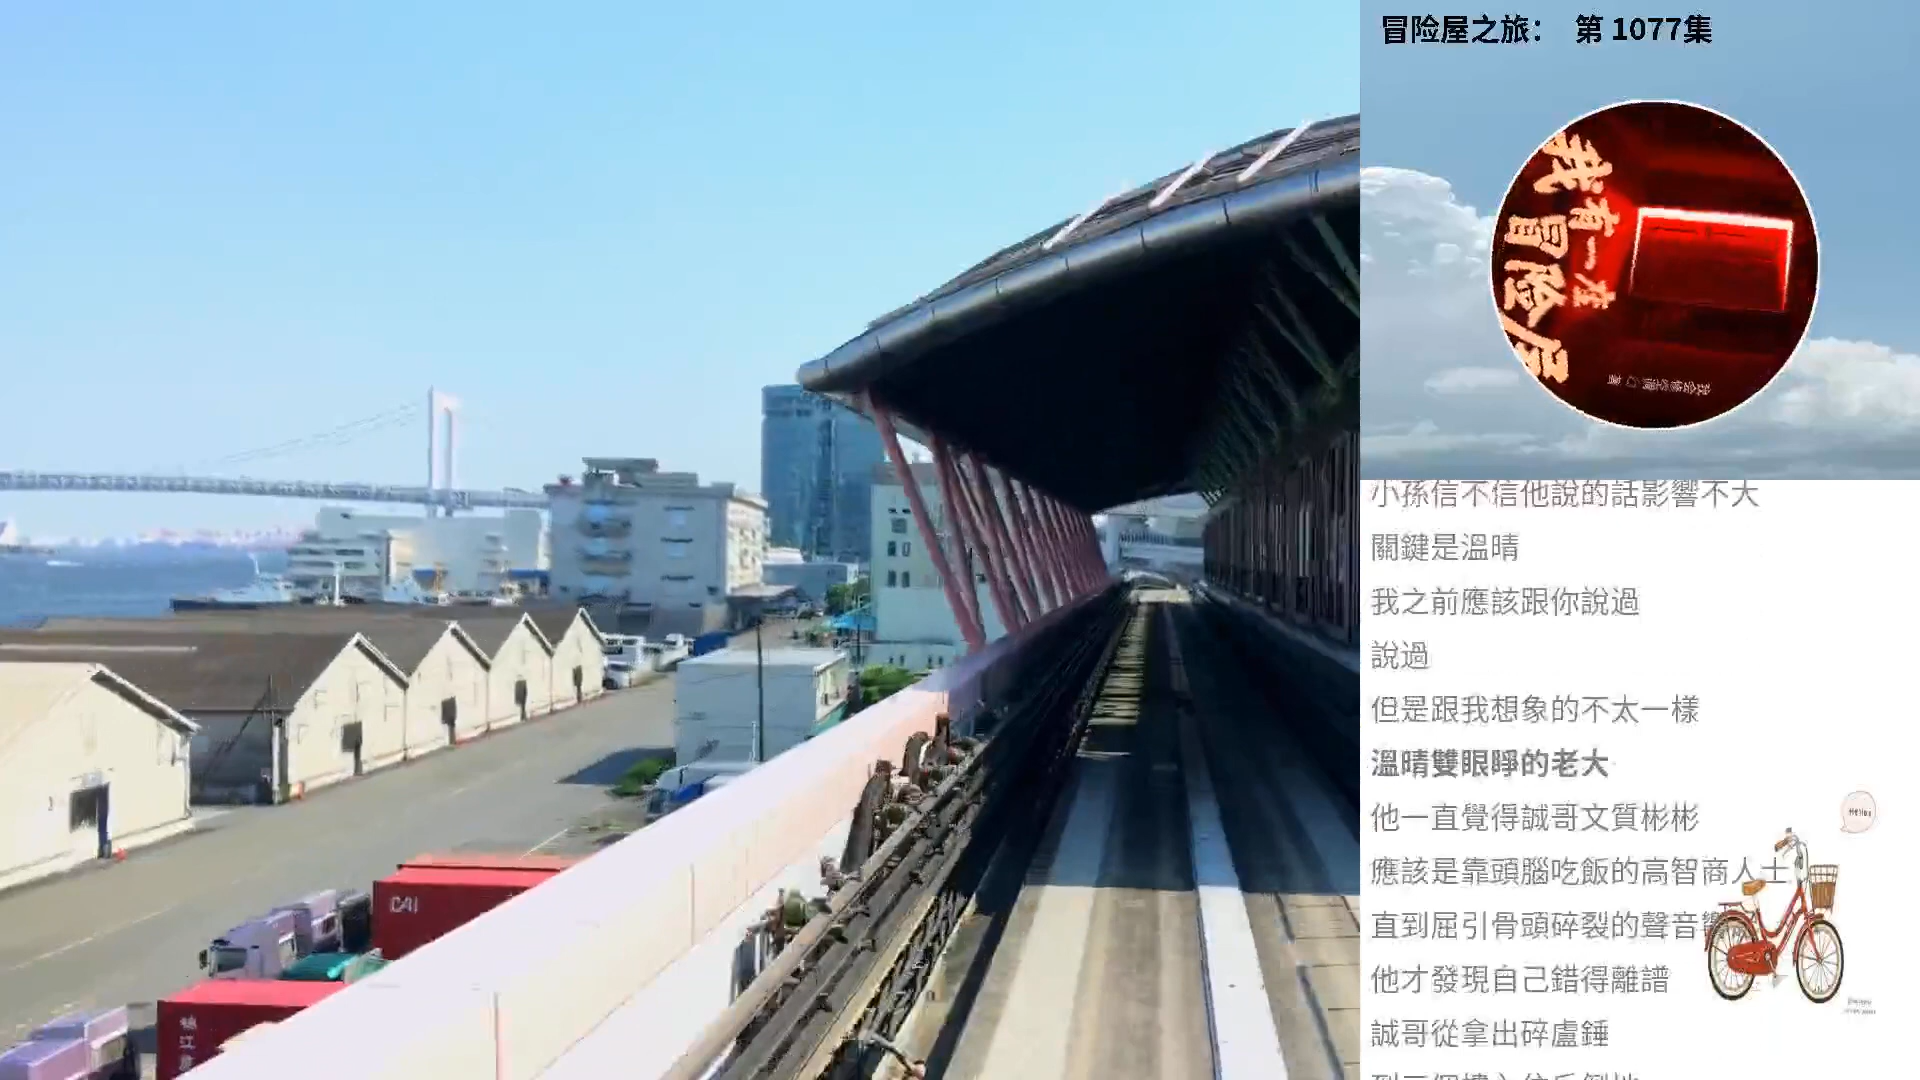 冒险屋之旅： 第 1077集
我有一座
冒险屋
小孫信不信他說的話影響不大
關鍵是溫晴
我之前應該跟你說過
說過
但是跟我想象的不太一樣
溫晴雙眼睜的老大
他一直覺得誠哥文質彬彬
應該是靠頭腦吃飯的高智商人士
直到屈引骨頭碎裂的聲音響起
他才發現自己錯得離譜
誠哥從拿出碎盧錘
Hello
CAI